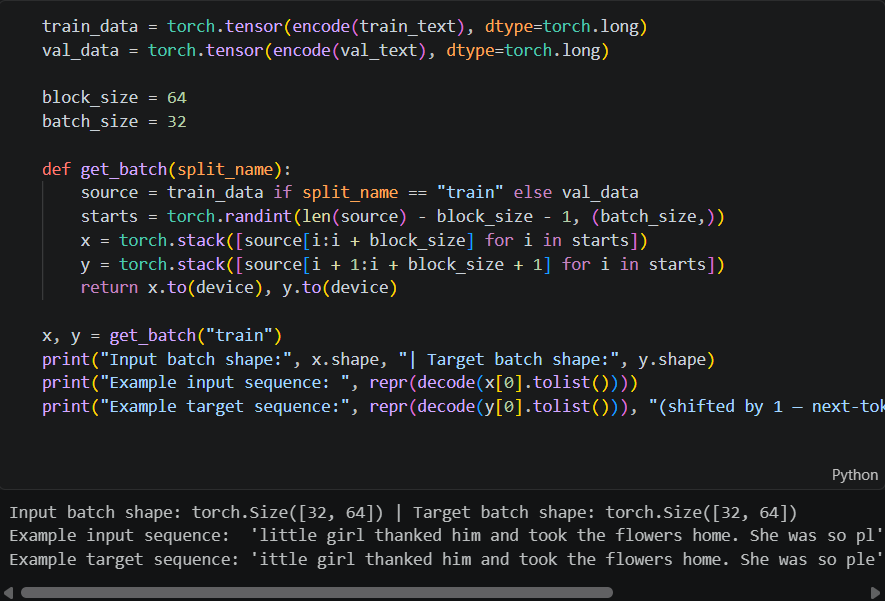 train_data = torch.tensor(encode(train_text), dtype=torch.long)
val_data = torch.tensor(encode(val_text), dtype=torch.long)
block_size = 64
batch_size = 32
def get_batch(split_name):
    source = train_data if split_name == "train" else val_data
    starts = torch.randint(len(source) - block_size - 1, (batch_size,))
    x = torch.stack([source[i:i + block_size] for i in starts])
    y = torch.stack([source[i + 1:i + block_size + 1] for i in starts])
    return x.to(device), y.to(device)
x, y = get_batch("train")
print("Input batch shape:", x.shape, "| Target batch shape:", y.shape)
print("Example input sequence: ", repr(decode(x[0].tolist())))
print("Example target sequence:", repr(decode(y[0].tolist())), "(shifted by 1 — next-tok
Python
Input batch shape: torch.Size([32, 64]) | Target batch shape: torch.Size([32, 64])
Example input sequence:  'little girl thanked him and took the flowers home. She was so pl'
Example target sequence: 'ittle girl thanked him and took the flowers home. She was so ple'